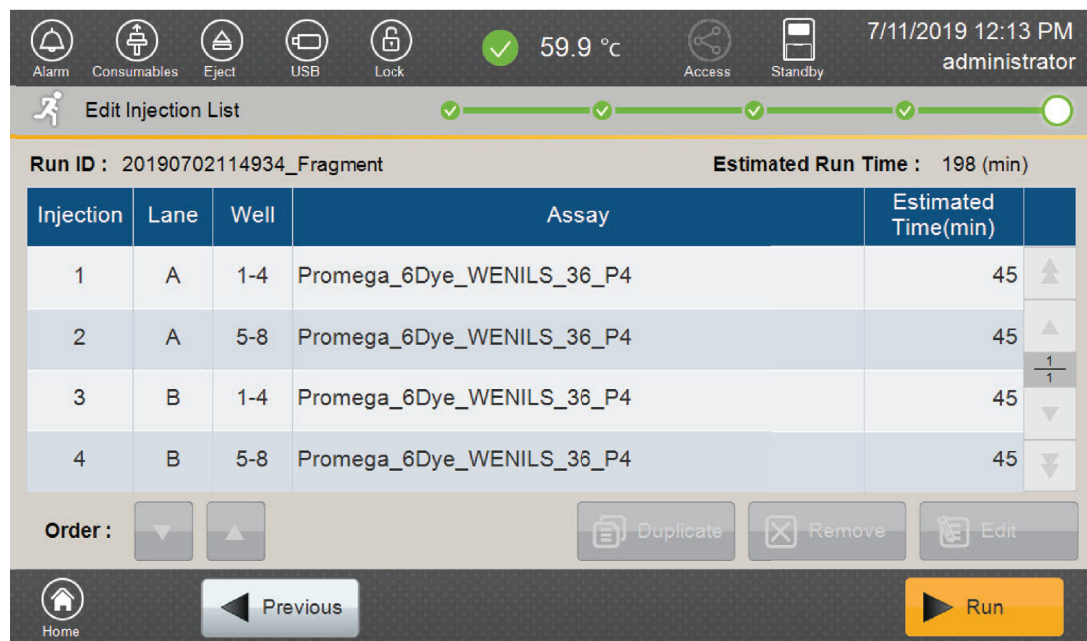 7/11/2019 12:13 PM
59.9 °C
administrator
Alarm Consumables Eject USB Lock Access Standby
Edit Injection List
Run ID : 20190702114934_Fragment Estimated Run Time : 198 (min)
Injection Lane Well Assay Estimated Time(min)
1 A 1-4 Promega_6Dye_WENILS_36_P4 45
2 A 5-8 Promega_6Dye_WENILS_36_P4 45
1
1
3 B 1-4 Promega_6Dye_WENILS_36_P4 45
4 B 5-8 Promega_6Dye_WENILS_36_P4 45
Order : Duplicate Remove Edit
Previous Run
Home